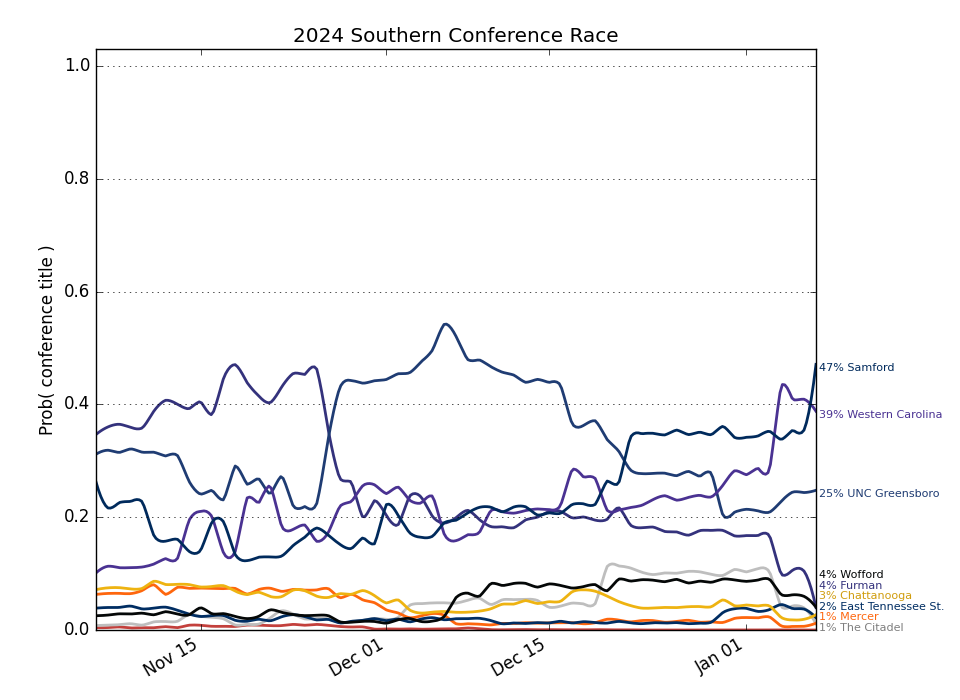 2024 Southern Conference Race
Prob( conference title )
1.0
0.8
0.6
0.4
0.2
0.0
Nov 15
Dec 01
Dec 15
Jan 01
47% Samford
39% Western Carolina
25% UNC Greensboro
4% Wofford
4% Furman
3% Chattanooga
2% East Tennessee St.
1% Mercer
1% The Citadel